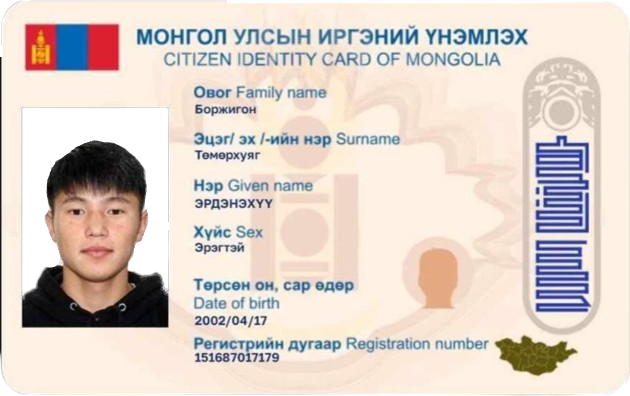 МОНГОЛ УЛСЫН ИРГЭНИЙ ҮНЭМЛЭХ
CITIZEN IDENTITY CARD OF MONGOLIA
Овог Family name
Боржигон
Эцэг/ эх /-ийн нэр Surname
Төмөрхуяг
Нэр Given name
ЭРДЭНЭХҮҮ
Хүйс Sex
Эрэгтэй
Төрсөн он, сар өдөр
Date of birth
2002/04/17
Регистрийн дугаар Registration number
151687017179